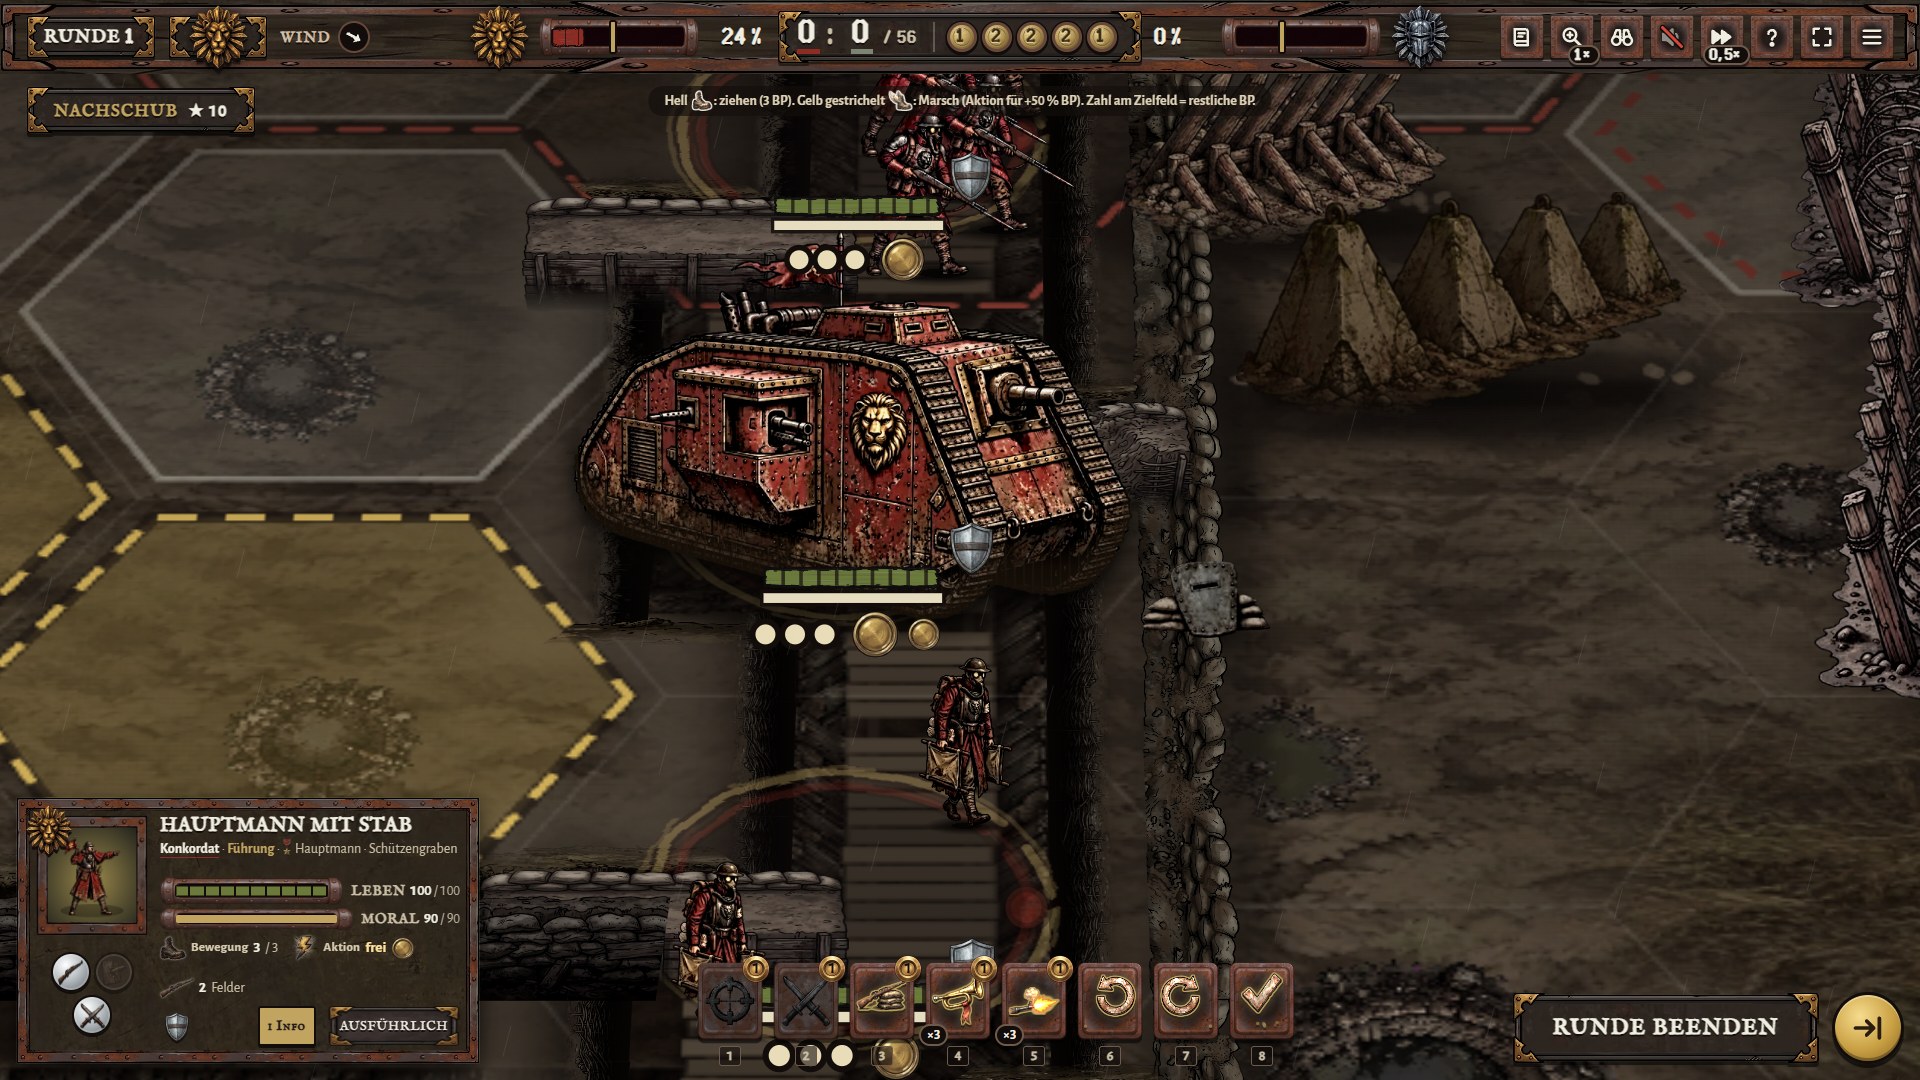 RUNDE 1
WIND
24 %
0 : 0 / 56
1 2 2 2 1
0 %
1×
0,5×
?
NACHSCHUB ★ 10
Hell : ziehen (3 BP). Gelb gestrichelt : Marsch (Aktion für +50 % BP). Zahl am Zielfeld = restliche BP.
HAUPTMANN MIT STAB
Konkordat · Führung · Hauptmann · Schützengraben
LEBEN 100 / 100
MORAL 90 / 90
Bewegung 3 / 3 Aktion frei
2 Felder
1 INFO
AUSFÜHRLICH
1 1 1 1 1
×3 ×3
1 2 3 4 5 6 7 8
RUNDE BEENDEN